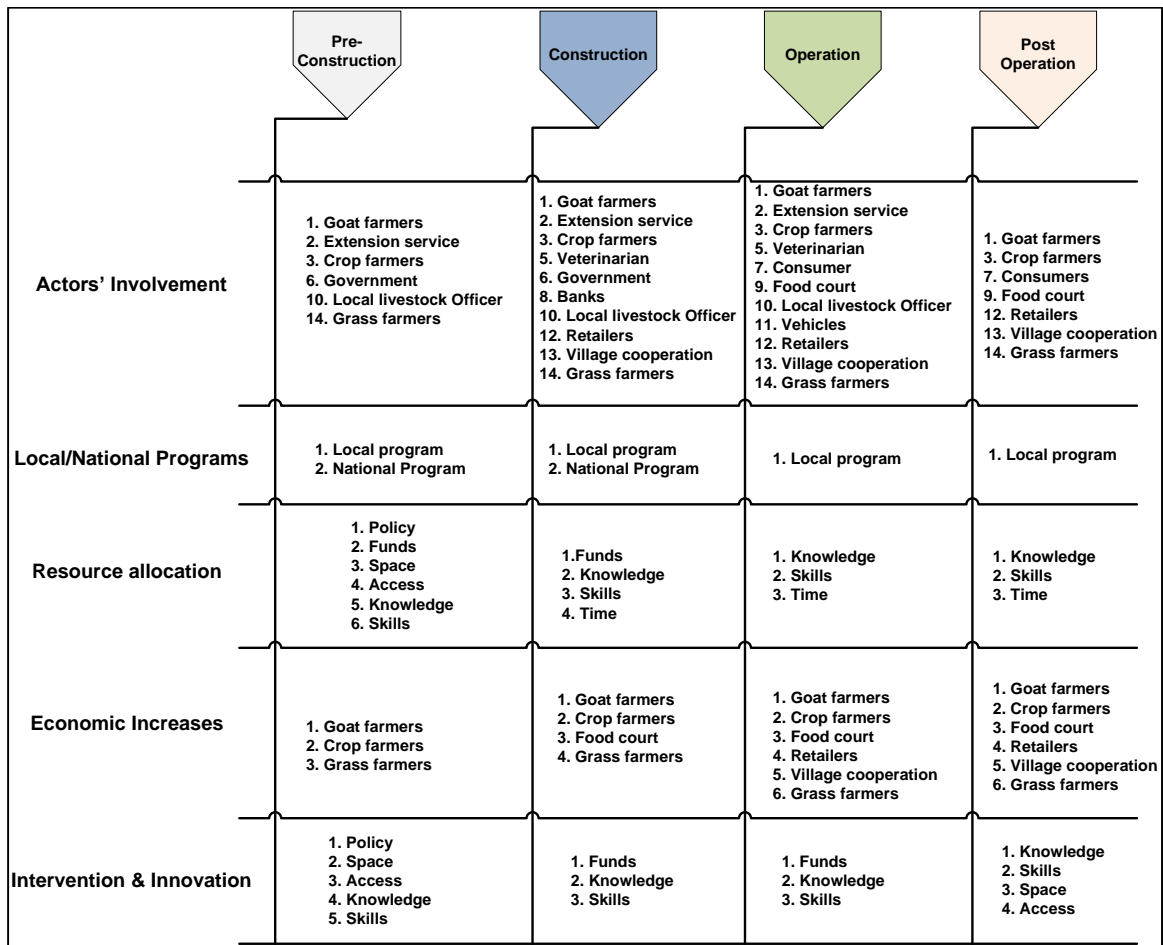 Pre-
Construction
Construction
Operation
Post
Operation
Actors’ Involvement
1. Goat farmers
2. Extension service
3. Crop farmers
6. Government
10. Local livestock Officer
14. Grass farmers
1. Goat farmers
2. Extension service
3. Crop farmers
5. Veterinarian
6. Government
8. Banks
10. Local livestock Officer
12. Retailers
13. Village cooperation
14. Grass farmers
1. Goat farmers
2. Extension service
3. Crop farmers
5. Veterinarian
7. Consumer
9. Food court
10. Local livestock Officer
11. Vehicles
12. Retailers
13. Village cooperation
14. Grass farmers
1. Goat farmers
3. Crop farmers
7. Consumers
9. Food court
12. Retailers
13. Village cooperation
14. Grass farmers
Local/National Programs
1. Local program
2. National Program
1. Local program
2. National Program
1. Local program
1. Local program
Resource allocation
1. Policy
2. Funds
3. Space
4. Access
5. Knowledge
6. Skills
1.Funds
2. Knowledge
3. Skills
4. Time
1. Knowledge
2. Skills
3. Time
1. Knowledge
2. Skills
3. Time
Economic Increases
1. Goat farmers
2. Crop farmers
3. Grass farmers
1. Goat farmers
2. Crop farmers
3. Food court
4. Grass farmers
1. Goat farmers
2. Crop farmers
3. Food court
4. Retailers
5. Village cooperation
6. Grass farmers
1. Goat farmers
2. Crop farmers
3. Food court
4. Retailers
5. Village cooperation
6. Grass farmers
Intervention & Innovation
1. Policy
2. Space
3. Access
4. Knowledge
5. Skills
1. Funds
2. Knowledge
3. Skills
1. Funds
2. Knowledge
3. Skills
1. Knowledge
2. Skills
3. Space
4. Access